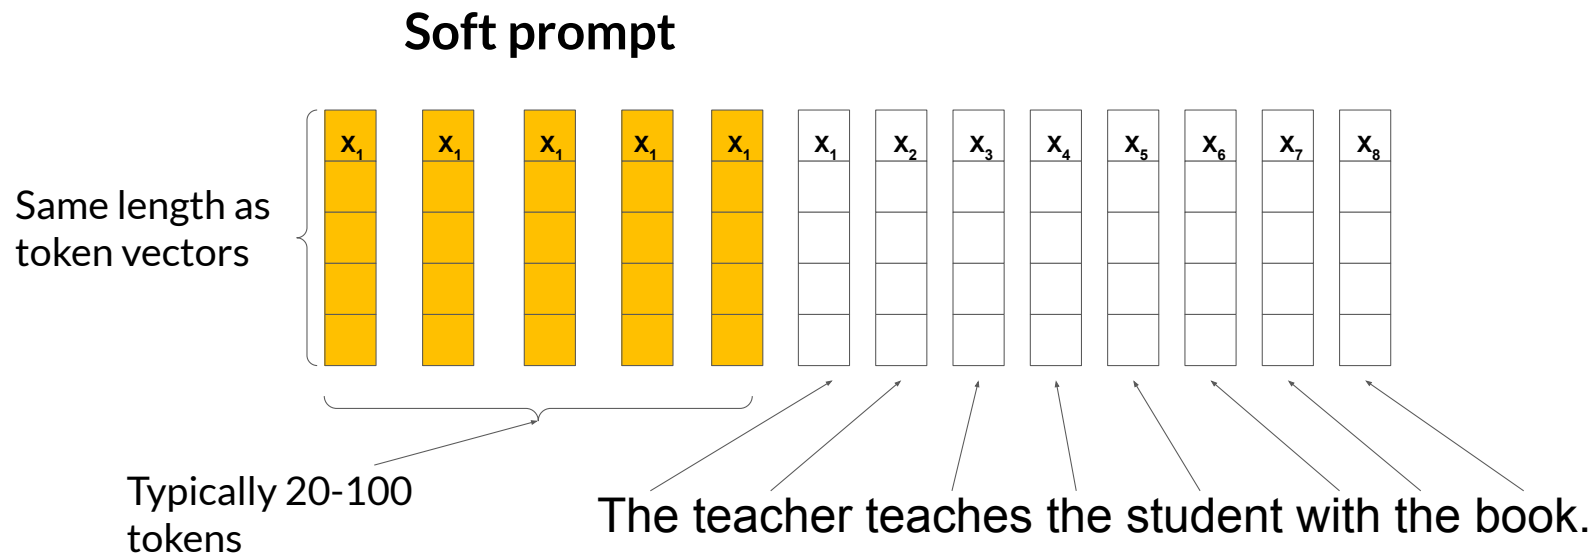 Soft prompt
X₁ X₁ X₁ X₁ X₁ X₁ X₂ X₃ X₄ X₅ X₆ X₇ X₈
Same length as
token vectors
Typically 20-100
tokens
The teacher teaches the student with the book.